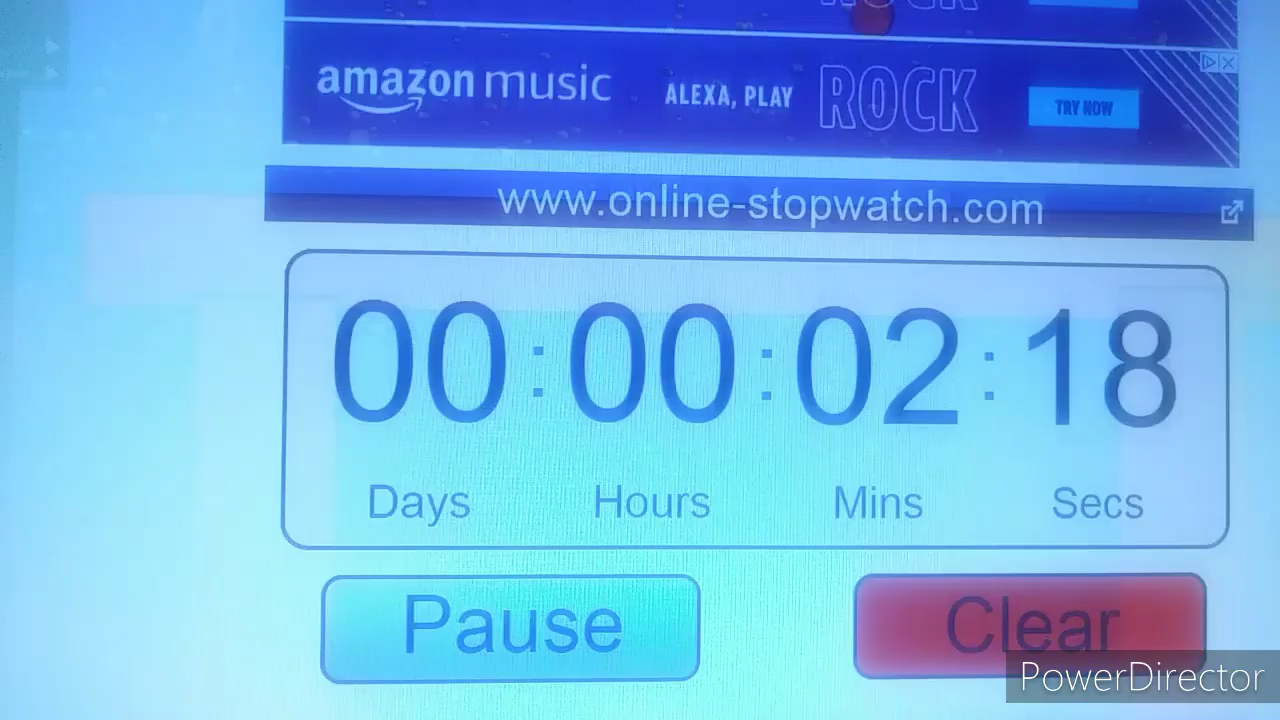 ROCK
amazon music ALEXA, PLAY ROCK TRY NOW
www.online-stopwatch.com
00:00:02:18
Days Hours Mins Secs
Pause Clear
PowerDirector